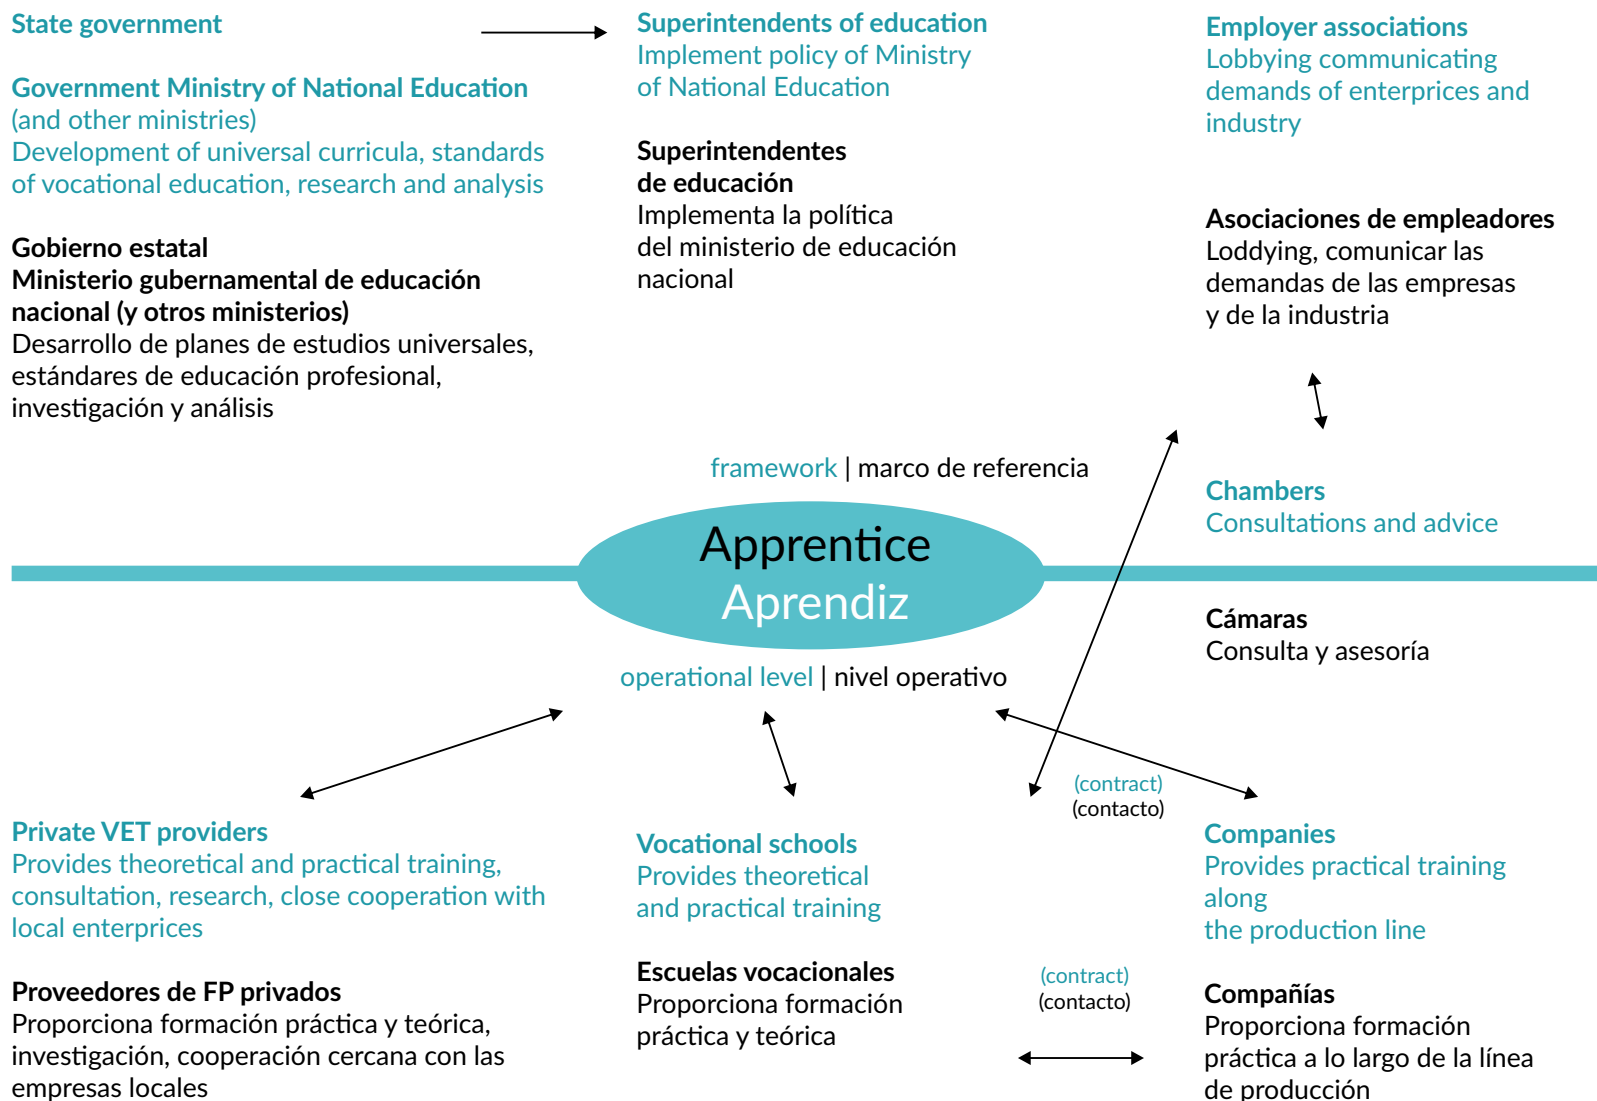 State government
Government Ministry of National Education
(and other ministries)
Development of universal curricula, standards
of vocational education, research and analysis
Gobierno estatal
Ministerio gubernamental de educación
nacional (y otros ministerios)
Desarrollo de planes de estudios universales,
estándares de educación profesional,
investigación y análisis
Superintendents of education
Implement policy of Ministry
of National Education
Superintendentes
de educación
Implementa la política
del ministerio de educación
nacional
Employer associations
Lobbying communicating
demands of enterprices and
industry
Asociaciones de empleadores
Loddying, comunicar las
demandas de las empresas
y de la industria
framework | marco de referencia
Apprentice
Aprendiz
operational level | nivel operativo
Chambers
Consultations and advice
Cámaras
Consulta y asesoría
Private VET providers
Provides theoretical and practical training,
consultation, research, close cooperation with
local enterprices
Proveedores de FP privados
Proporciona formación práctica y teórica,
investigación, cooperación cercana con las
empresas locales
Vocational schools
Provides theoretical
and practical training
Escuelas vocacionales
Proporciona formación
práctica y teórica
(contract)
(contacto)
(contract)
(contacto)
Companies
Provides practical training
along
the production line
Compañías
Proporciona formación
práctica a lo largo de la línea
de producción